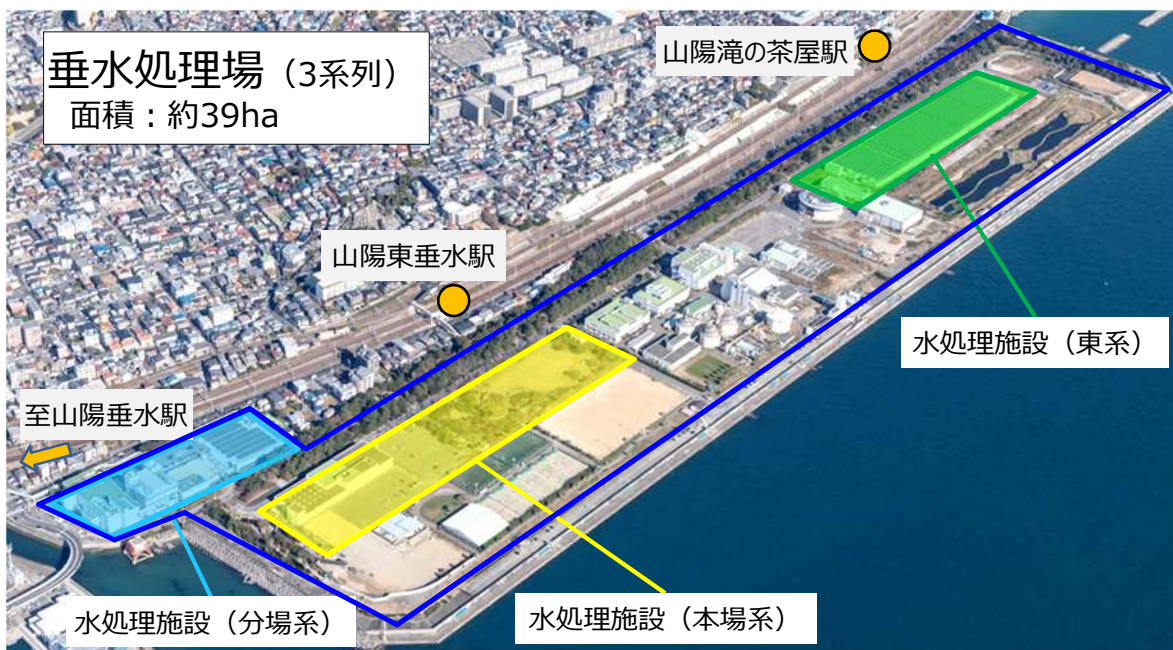 垂水処理場（3系列）
面積：約39ha
山陽滝の茶屋駅
山陽東垂水駅
水処理施設（東系）
至山陽垂水駅
水処理施設（分場系）
水処理施設（本場系）